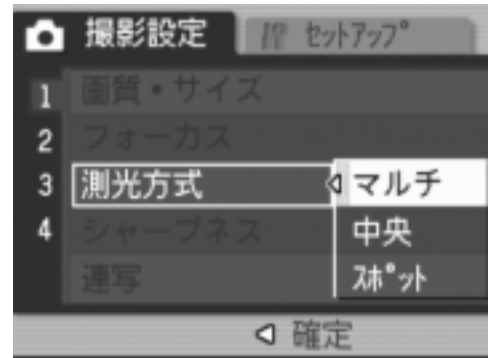 撮影設定 セットアップ
1 画質・サイズ
2 フォーカス
3 測光方式 マルチ
4 シャープネス 中央
連写 スポット
確定